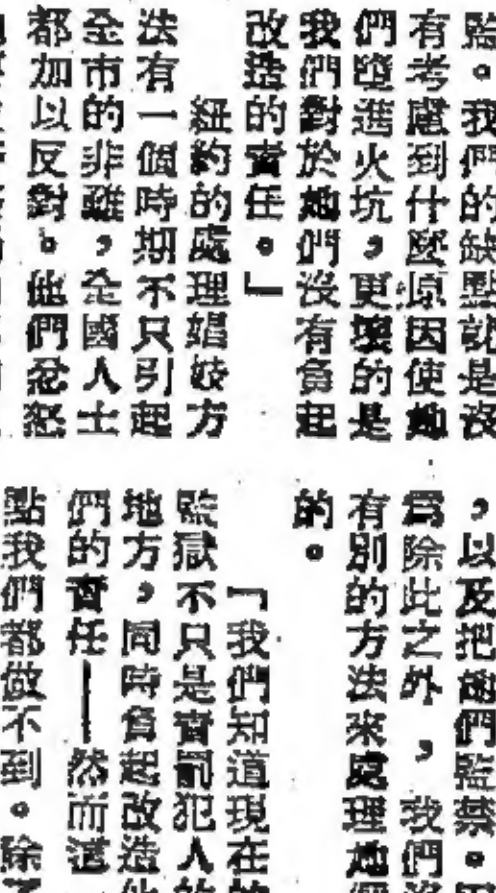 監。我們的缺點就是沒
有考慮到什麼原因使她
們墮進火坑，更壞的是
我們對於她們沒有負起
改造的責任。」
紐約的處理娼妓方
法有一個時期不只引起
全市的非難，全國人士
都加以反對。他們忿怒
，以及把她們監禁。
爲除此之外，我們
有別的方法來處理她們
的。
「我們知道現在
監獄不只是責罰犯人的
地方，同時負起改造他
們的責任——然而這
點我們都做不到。除了